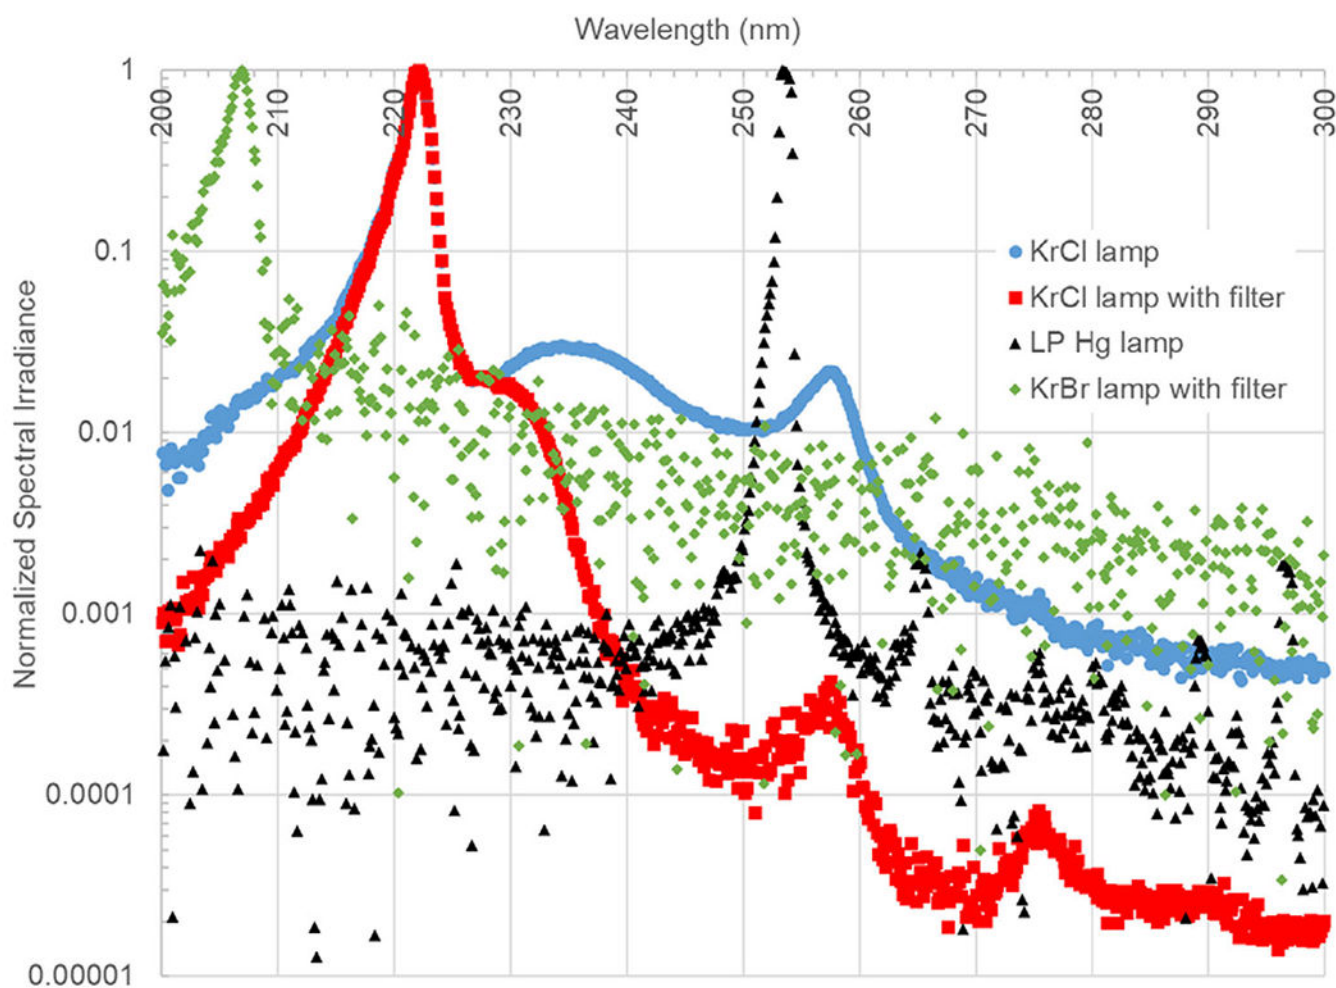 Wavelength (nm)
1
200 210 220 230 240 250 260 270 280 290 300
0.1
0.01
0.001
0.0001
0.00001
Normalized Spectral Irradiance
KrCl lamp
KrCl lamp with filter
LP Hg lamp
KrBr lamp with filter